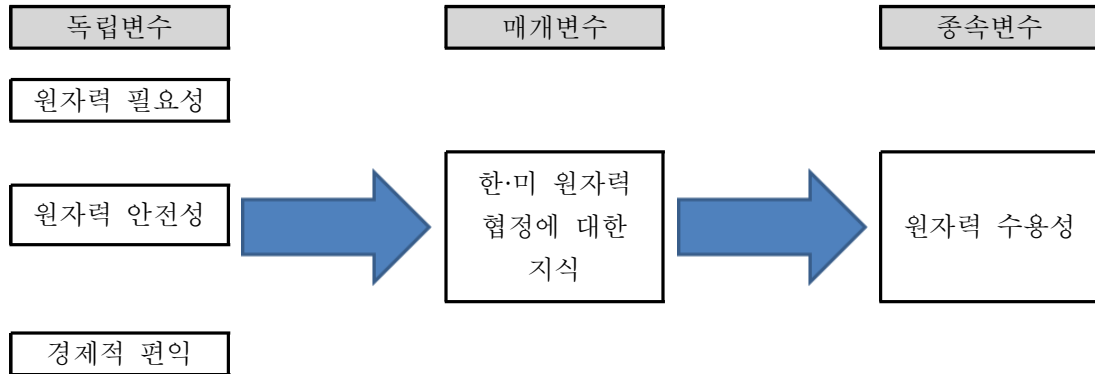 독립변수
매개변수
종속변수
원자력 필요성
원자력 안전성
한·미 원자력
협정에 대한
지식
원자력 수용성
경제적 편익